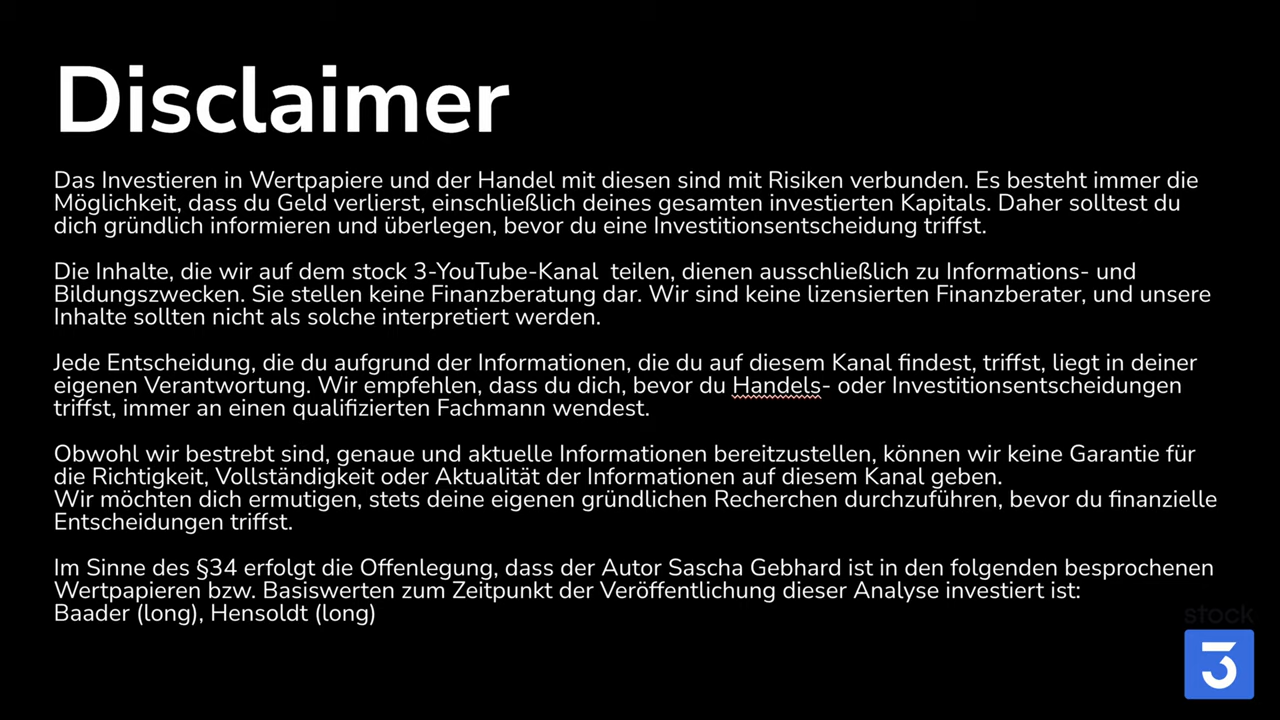 Disclaimer
Das Investieren in Wertpapiere und der Handel mit diesen sind mit Risiken verbunden. Es besteht immer die
Möglichkeit, dass du Geld verlierst, einschließlich deines gesamten investierten Kapitals. Daher solltest du
dich gründlich informieren und überlegen, bevor du eine Investitionsentscheidung triffst.
Die Inhalte, die wir auf dem stock 3-YouTube-Kanal  teilen, dienen ausschließlich zu Informations- und
Bildungszwecken. Sie stellen keine Finanzberatung dar. Wir sind keine lizensierten Finanzberater, und unsere
Inhalte sollten nicht als solche interpretiert werden.
Jede Entscheidung, die du aufgrund der Informationen, die du auf diesem Kanal findest, triffst, liegt in deiner
eigenen Verantwortung. Wir empfehlen, dass du dich, bevor du Handels- oder Investitionsentscheidungen
triffst, immer an einen qualifizierten Fachmann wendest.
Obwohl wir bestrebt sind, genaue und aktuelle Informationen bereitzustellen, können wir keine Garantie für
die Richtigkeit, Vollständigkeit oder Aktualität der Informationen auf diesem Kanal geben.
Wir möchten dich ermutigen, stets deine eigenen gründlichen Recherchen durchzuführen, bevor du finanzielle
Entscheidungen triffst.
Im Sinne des §34 erfolgt die Offenlegung, dass der Autor Sascha Gebhard ist in den folgenden besprochenen
Wertpapieren bzw. Basiswerten zum Zeitpunkt der Veröffentlichung dieser Analyse investiert ist:
Baader (long), Hensoldt (long)
stock
3